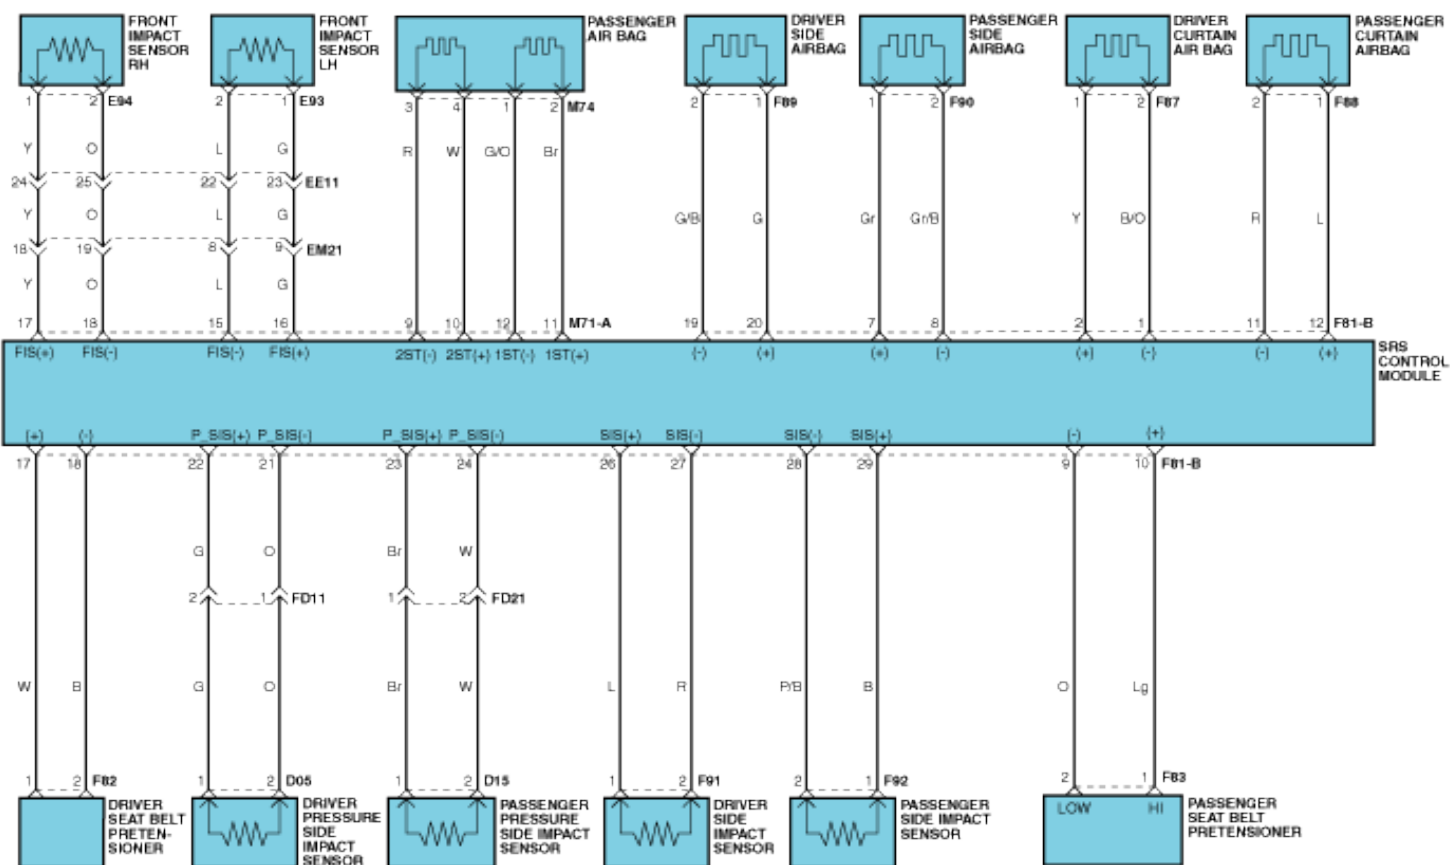 FRONT
IMPACT
SENSOR
RH
FRONT
IMPACT
SENSOR
LH
PASSENGER
AIR BAG
DRIVER
SIDE
AIRBAG
PASSENGER
SIDE
AIRBAG
DRIVER
CURTAIN
AIR BAG
PASSENGER
CURTAIN
AIRBAG
1 2 E94 2 1 E93 3 4 1 2 M74 2 1 F89 1 2 F90 1 2 F87 2 1 F88
Y O L G R W G/O Br
24 25 22 23 EE11
Y O L G G/B G Gr Gr/B Y B/O R L
18 19 8 9 EM21
Y O L G
17 18 15 16 9 10 12 11 M71-A 19 20 7 8 2 1 11 12 F81-B
FIS(+) FIS(-) FIS(-) FIS(+) 2ST(-) 2ST(+) 1ST(-) 1ST(+) (-) (+) (+) (-) (+) (-) (-) (+)
SRS
CONTROL
MODULE
(+) (-) P_SIS(+) P_SIS(-) P_SIS(+) P_SIS(-) SIS(+) SIS(-) SIS(-) SIS(+) (-) (+)
17 18 22 21 23 24 26 27 28 29 9 10 F81-B
G O Br W
2 1 FD11 1 2 FD21
W B G O Br W L R P/B B O Lg
1 2 F82 1 2 D05 1 2 D15 1 2 F91 2 1 F92 2 1 F83
LOW HI
DRIVER
SEAT BELT
PRETEN-
SIONER
DRIVER
PRESSURE
SIDE
IMPACT
SENSOR
PASSENGER
PRESSURE
SIDE IMPACT
SENSOR
DRIVER
SIDE
IMPACT
SENSOR
PASSENGER
SIDE IMPACT
SENSOR
PASSENGER
SEAT BELT
PRETENSIONER